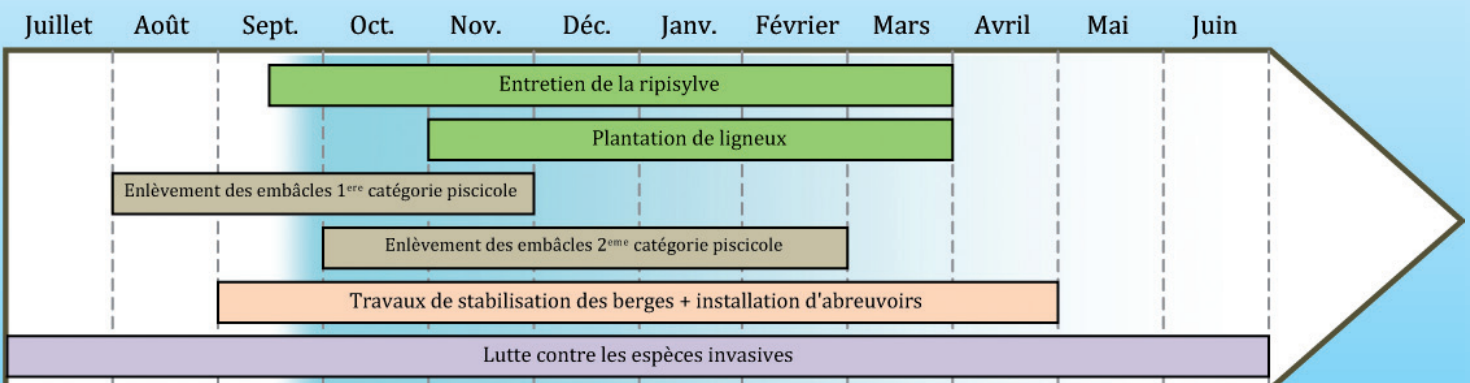 Juillet Août Sept. Oct. Nov. Déc. Janv. Février Mars Avril Mai Juin
Entretien de la ripisylve
Plantation de ligneux
Enlèvement des embâcles 1ere catégorie piscicole
Enlèvement des embâcles 2eme catégorie piscicole
Travaux de stabilisation des berges + installation d'abreuvoirs
Lutte contre les espèces invasives